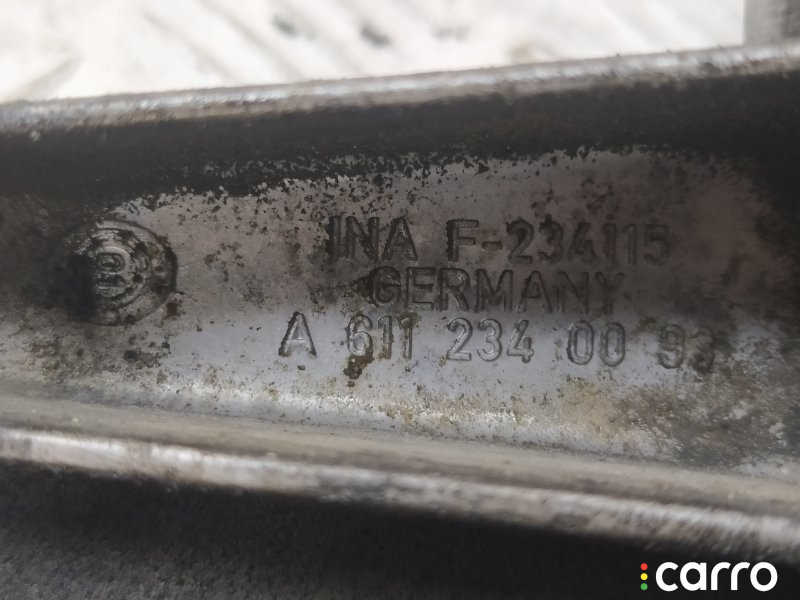 INA F-234115
GERMANY
A 611 234 00 93
carro